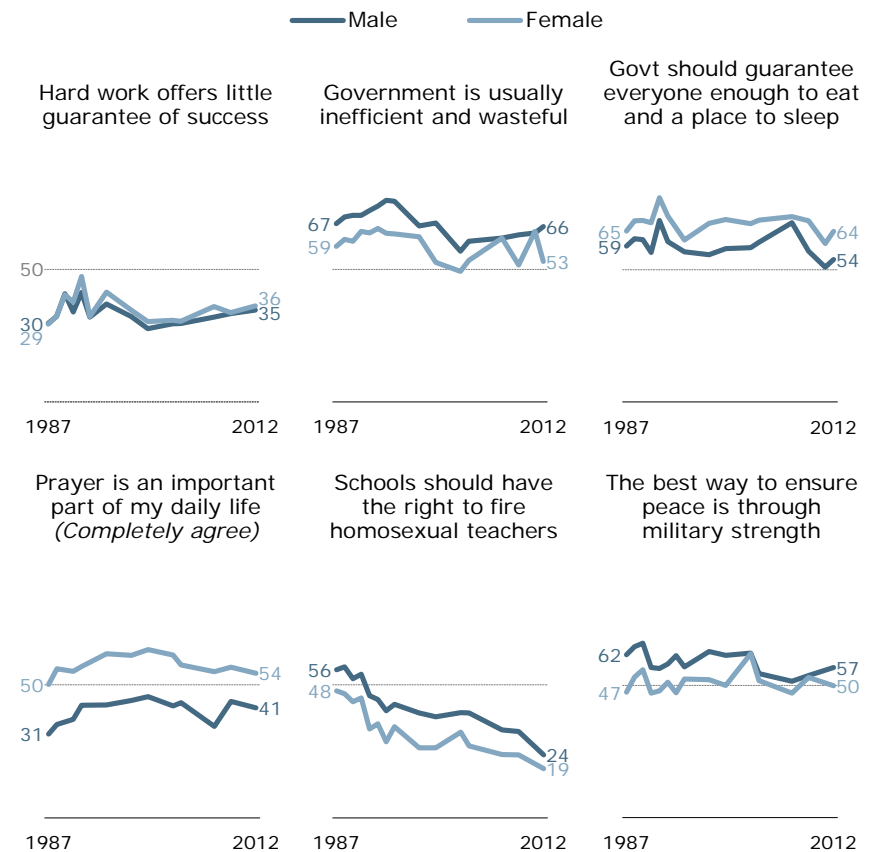 Male
Female
Hard work offers little
guarantee of success
50
30
29
36
35
1987
2012
Government is usually
inefficient and wasteful
67
59
66
53
1987
2012
Govt should guarantee
everyone enough to eat
and a place to sleep
65
59
64
54
1987
2012
Prayer is an important
part of my daily life
(Completely agree)
50
31
54
41
1987
2012
Schools should have
the right to fire
homosexual teachers
56
48
24
19
1987
2012
The best way to ensure
peace is through
military strength
62
47
57
50
1987
2012